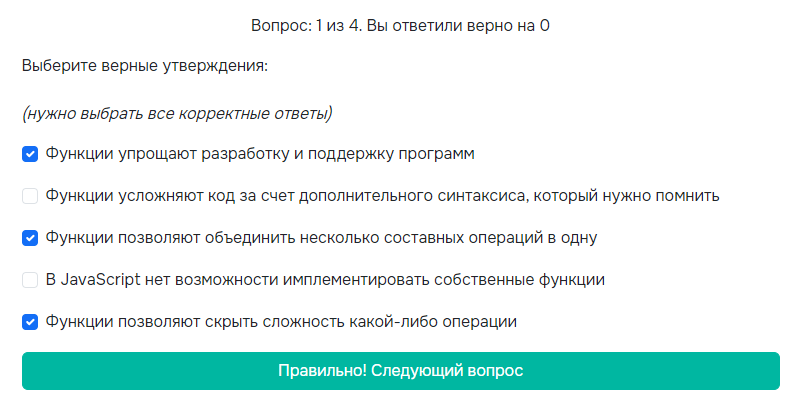 Вопрос: 1 из 4. Вы ответили верно на 0
Выберите верные утверждения:
(нужно выбрать все корректные ответы)
Функции упрощают разработку и поддержку программ
Функции усложняют код за счет дополнительного синтаксиса, который нужно помнить
Функции позволяют объединить несколько составных операций в одну
В JavaScript нет возможности имплементировать собственные функции
Функции позволяют скрыть сложность какой-либо операции
Правильно! Следующий вопрос